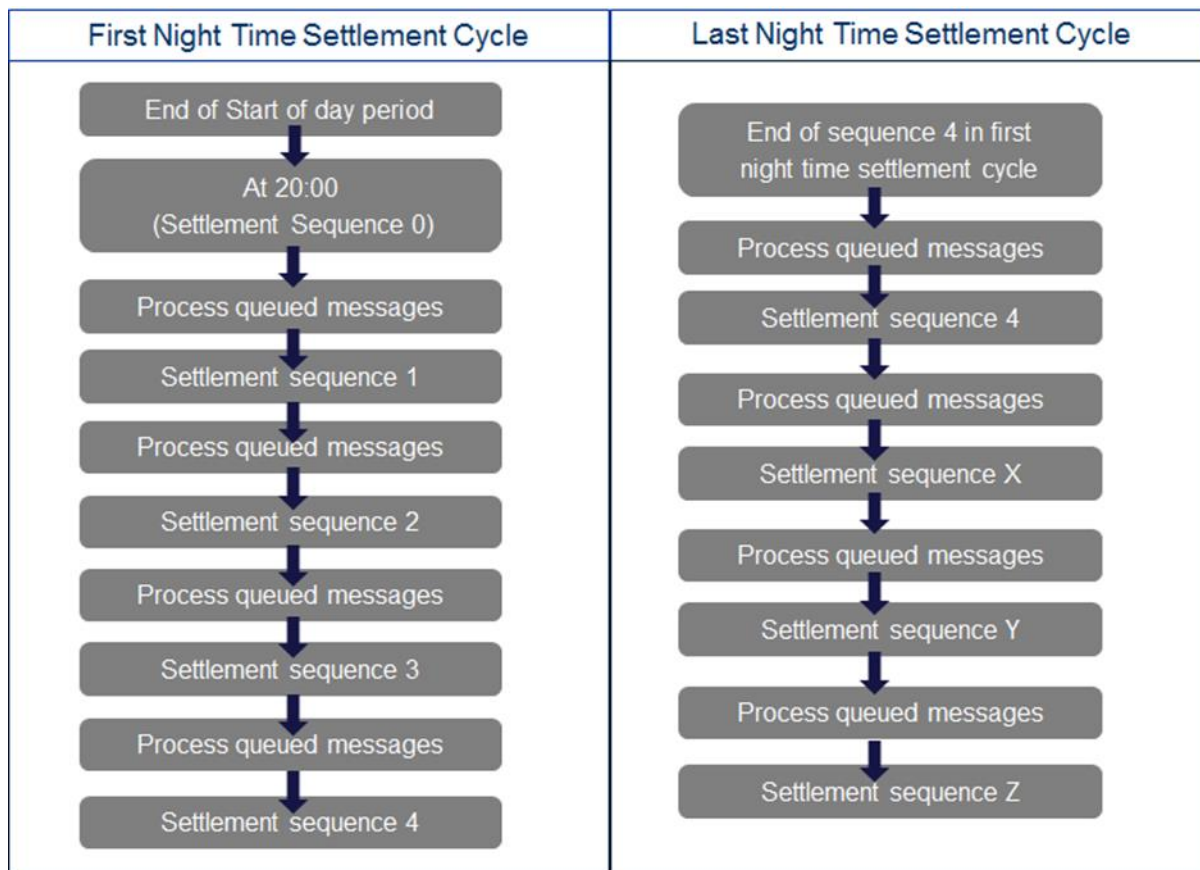 First Night Time Settlement Cycle
End of Start of day period
At 20:00
(Settlement Sequence 0)
Process queued messages
Settlement sequence 1
Process queued messages
Settlement sequence 2
Process queued messages
Settlement sequence 3
Process queued messages
Settlement sequence 4
Last Night Time Settlement Cycle
End of sequence 4 in first
night time settlement cycle
Process queued messages
Settlement sequence 4
Process queued messages
Settlement sequence X
Process queued messages
Settlement sequence Y
Process queued messages
Settlement sequence Z